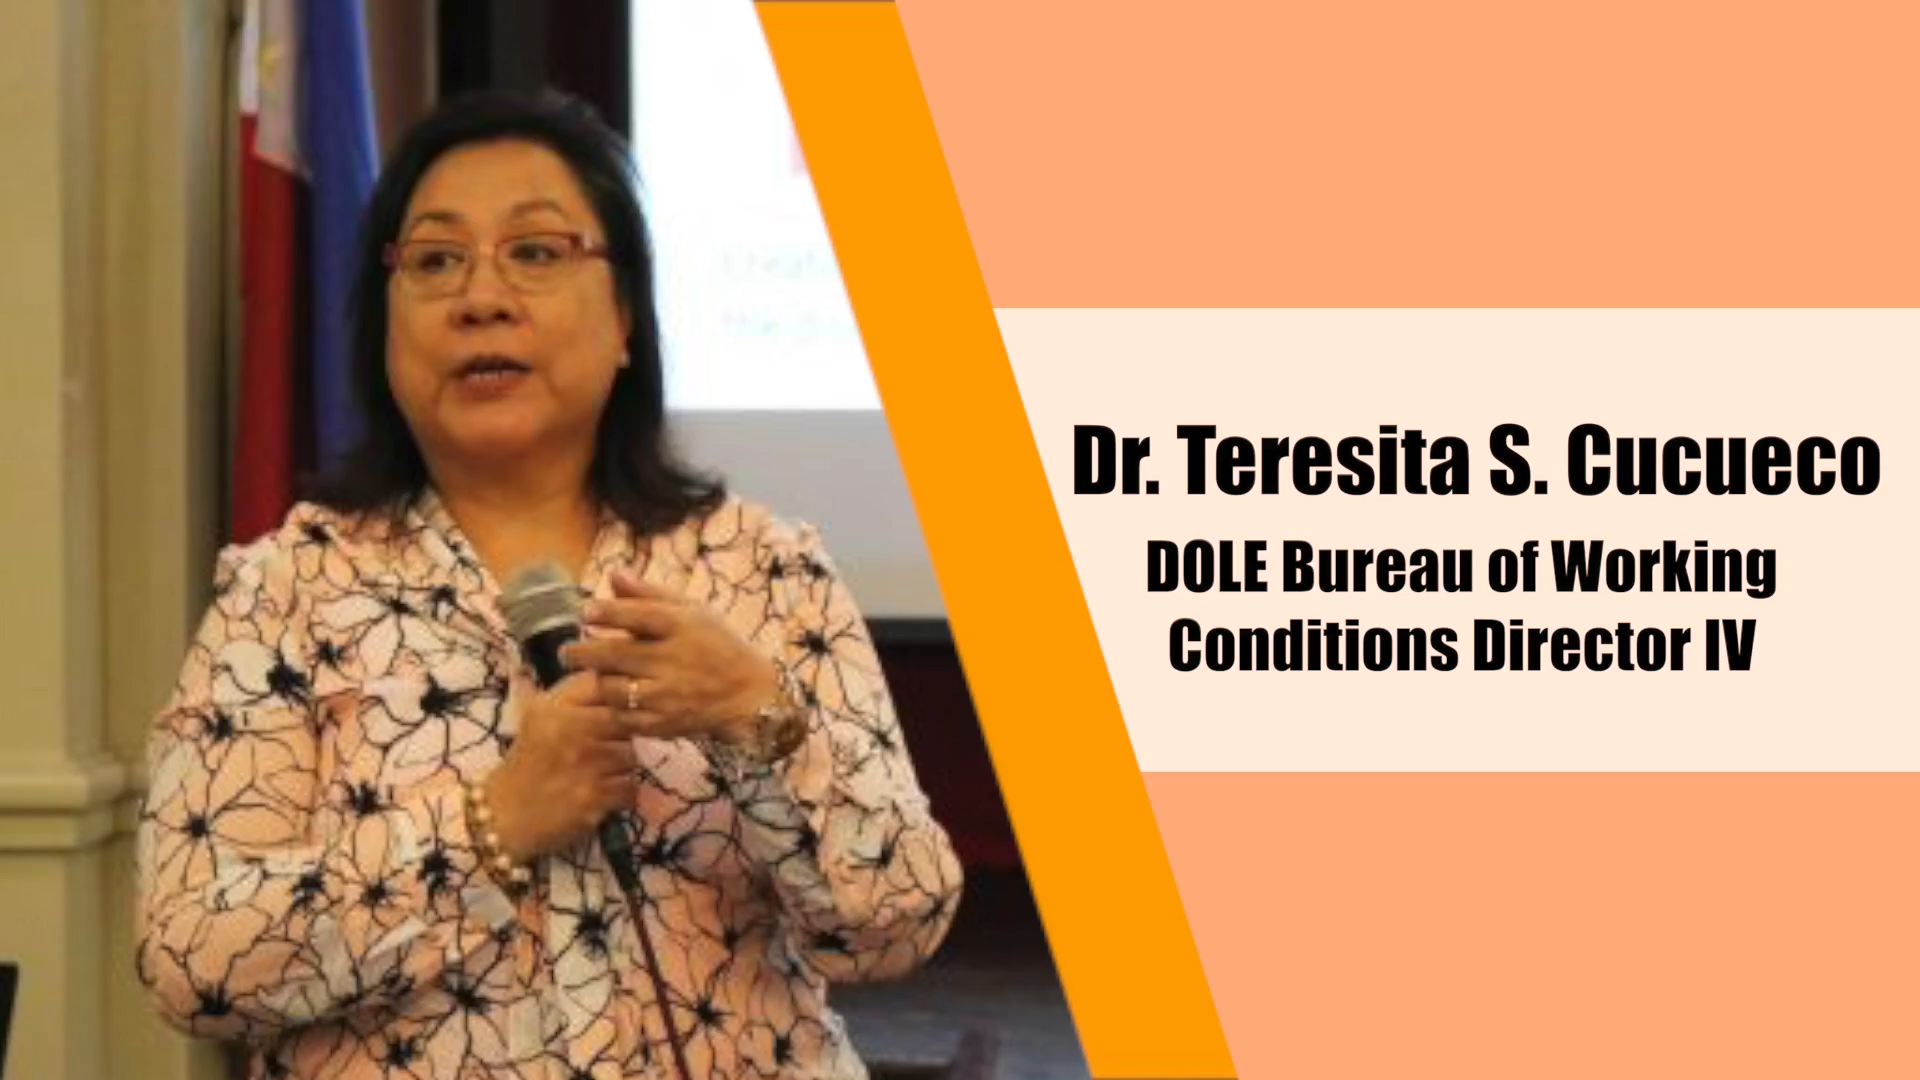 Dr. Teresita S. Cucueco
DOLE Bureau of Working
Conditions Director IV